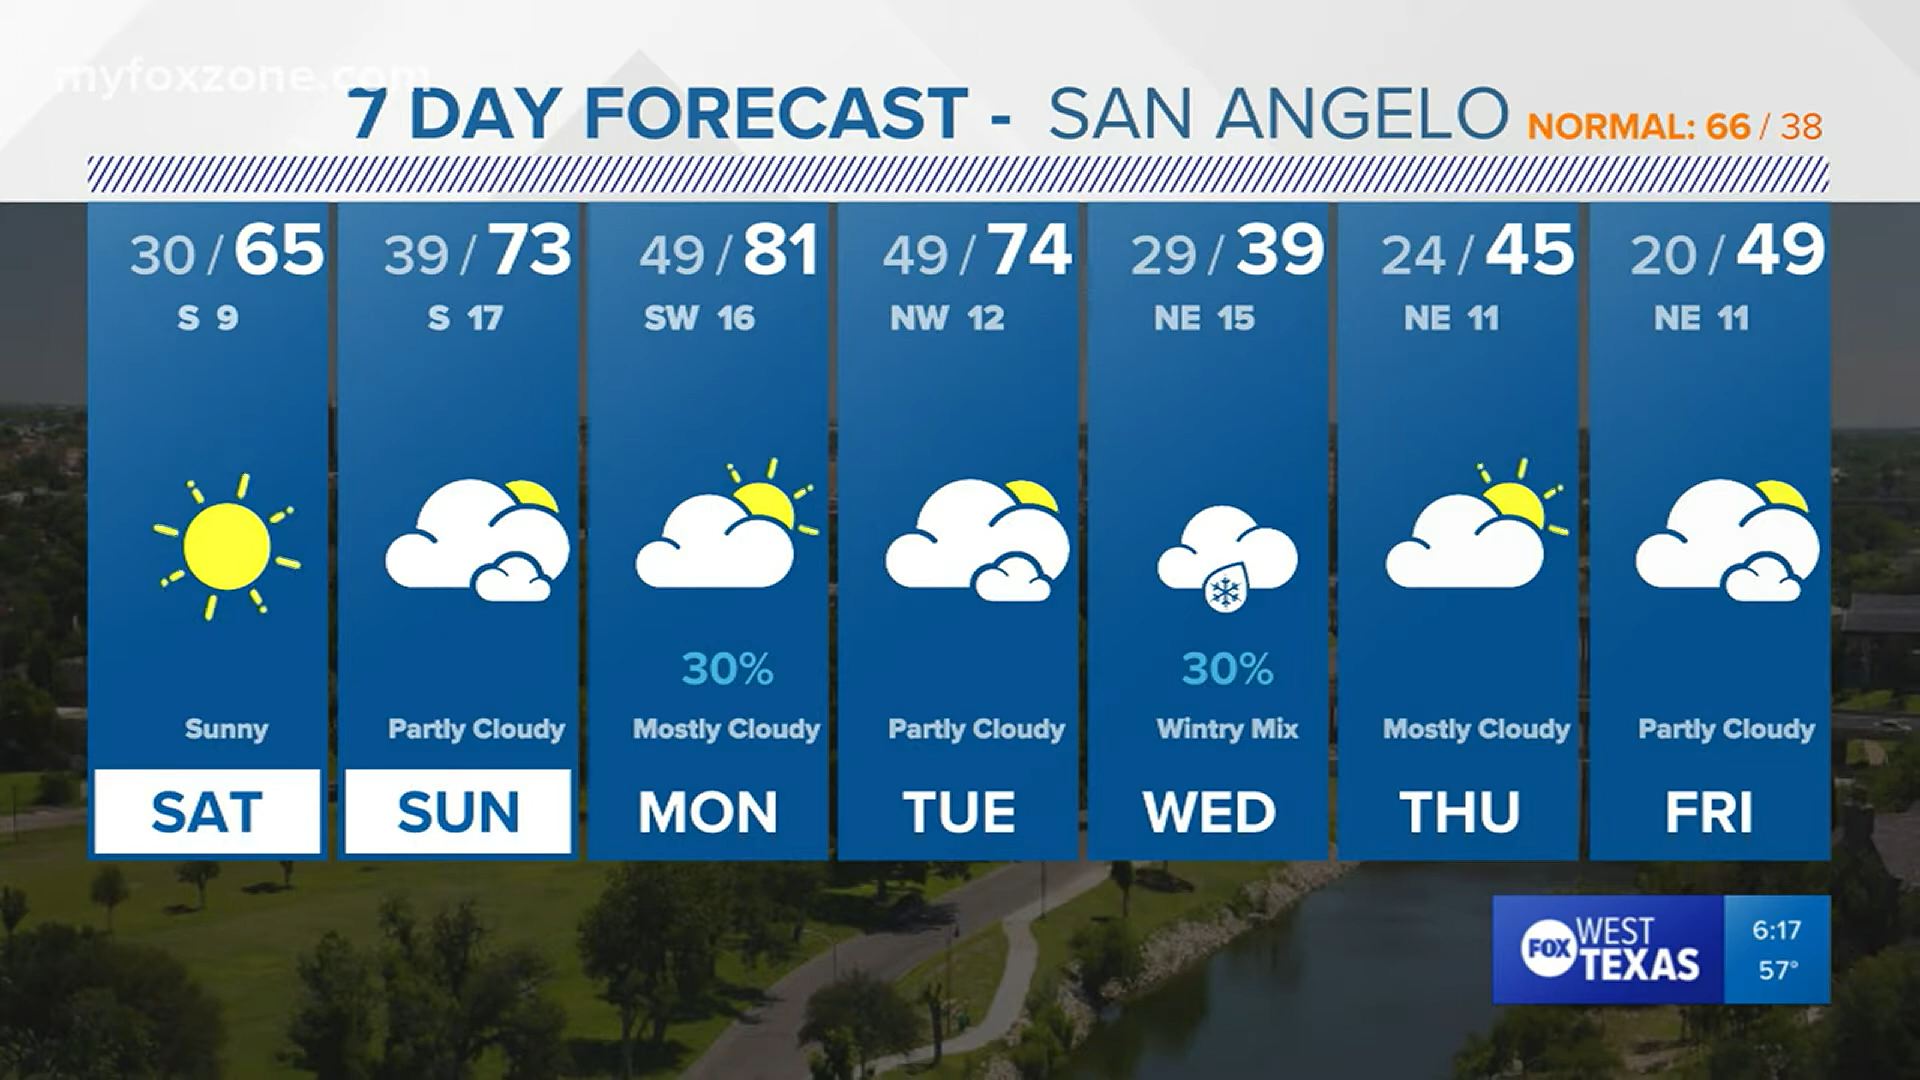 myfoxzone.com
7 DAY FORECAST - SAN ANGELO NORMAL: 66 / 38
30 / 65
S 9
Sunny
SAT
39 / 73
S 17
Partly Cloudy
SUN
49 / 81
SW 16
30%
Mostly Cloudy
MON
49 / 74
NW 12
Partly Cloudy
TUE
29 / 39
NE 15
30%
Wintry Mix
WED
24 / 45
NE 11
Mostly Cloudy
THU
20 / 49
NE 11
Partly Cloudy
FRI
FOX
WEST
TEXAS
6:17
57°